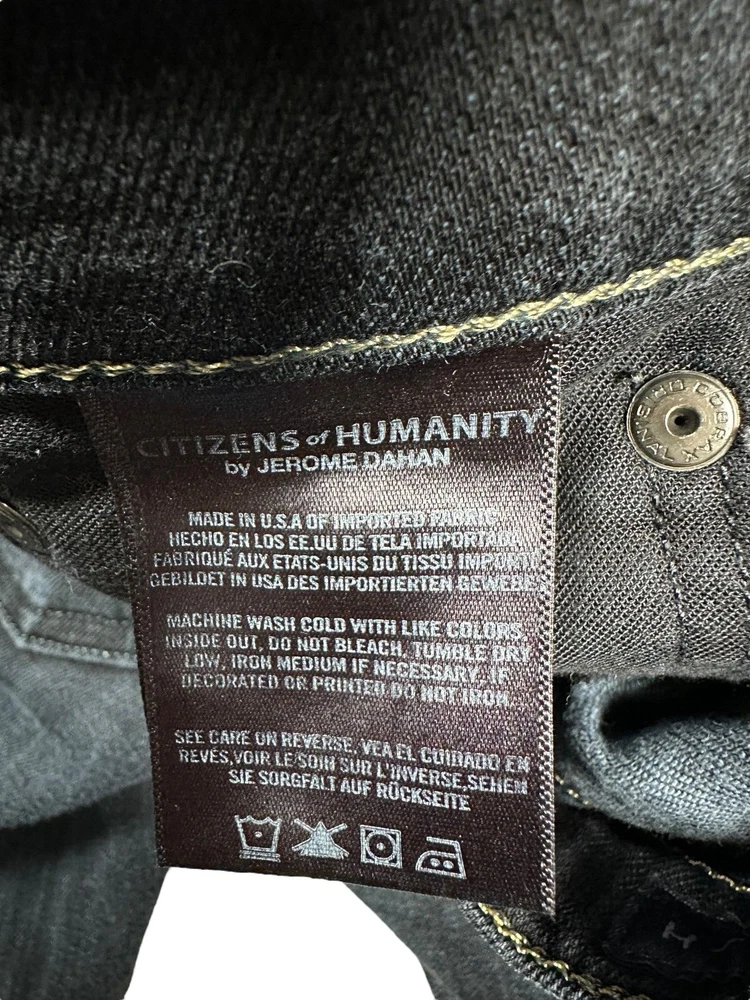 CITIZENS of HUMANITY
by JEROME DAHAN
MADE IN U.S.A OF IMPORTED FABRIC
HECHO EN LOS EE.UU DE TELA IMPORTADA
FABRIQUÉ AUX ETATS-UNIS DU TISSU IMPORTÉ
GEBILDET IN USA DES IMPORTIERTEN GEWEBES
MACHINE WASH COLD WITH LIKE COLORS,
INSIDE OUT, DO NOT BLEACH, TUMBLE DRY
LOW, IRON MEDIUM IF NECESSARY. IF
DECORATED OR PRINTED DO NOT IRON.
SEE CARE ON REVERSE, VEA EL CUIDADO EN
REVÉS,VOIR LE SOIN SUR L'INVERSE,SEHEN
SIE SORGFALT AUF RÜCKSEITE
COBRAX
H